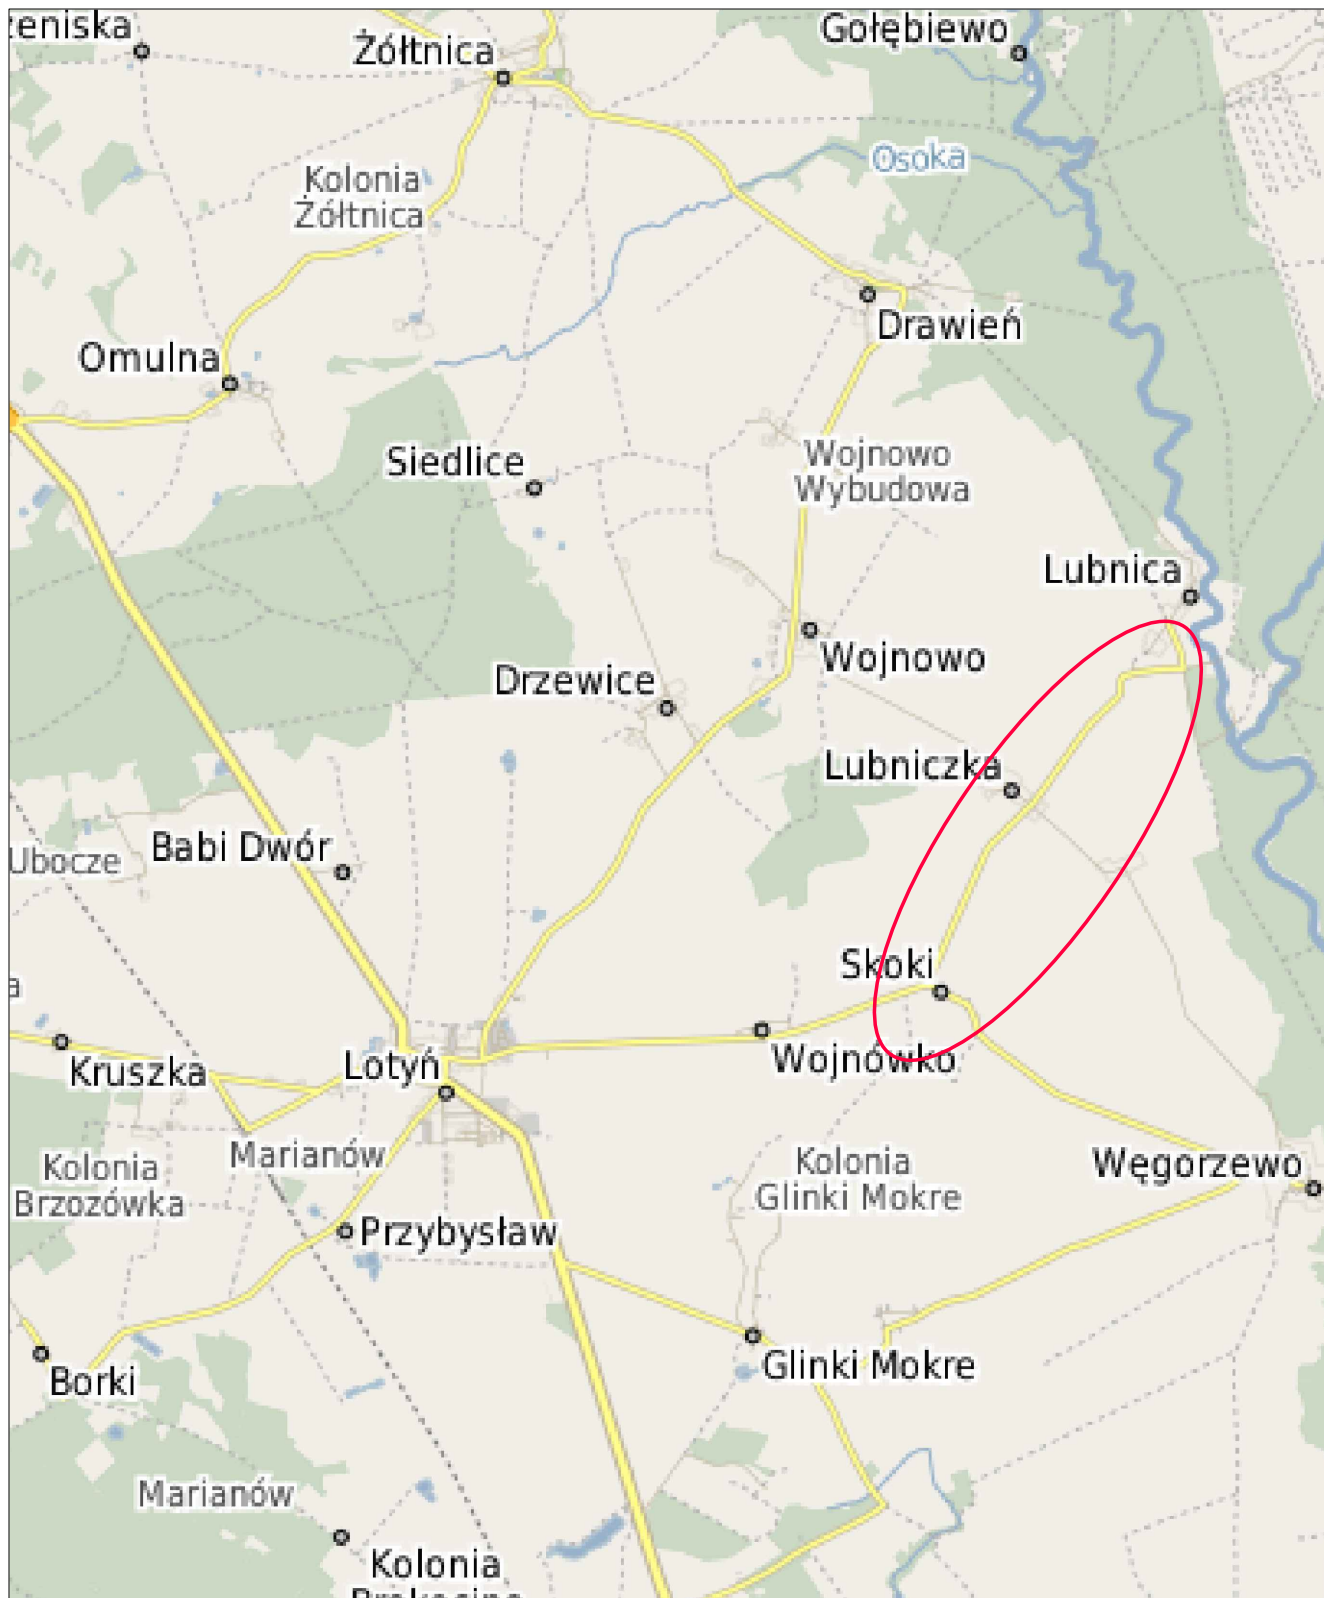 zeniska
Gołębiewo
Żółtnica
Osoka
Kolonia
Żółtnica
Drawień
Omulna
Siedlice
Wojnowo
Wybudowa
Lubnica
Wojnowo
Drzewice
Lubniczka
Babi Dwór
Ubocze
Skoki
a
Wojnówko
Lotyń
Kruszka
Marianów
Kolonia
Brzozówka
Kolonia
Glinki Mokre
Węgorzewo
Przybysław
Borki
Glinki Mokre
Marianów
Kolonia